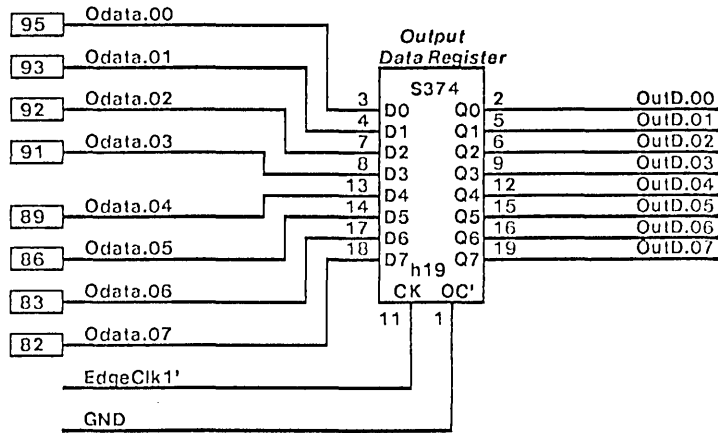 95 Odata.00
93 Odata.01
92 Odata.02
91 Odata.03
89 Odata.04
86 Odata.05
83 Odata.06
82 Odata.07
EdgeClk1'
GND
Output
Data Register
S374
3 D0 Q0 2 OutD.00
4 D1 Q1 5 OutD.01
7 D2 Q2 6 OutD.02
8 D3 Q3 9 OutD.03
13 D4 Q4 12 OutD.04
14 D5 Q5 15 OutD.05
17 D6 Q6 16 OutD.06
18 D7 Q7 19 OutD.07
h19
CK OC'
11 1